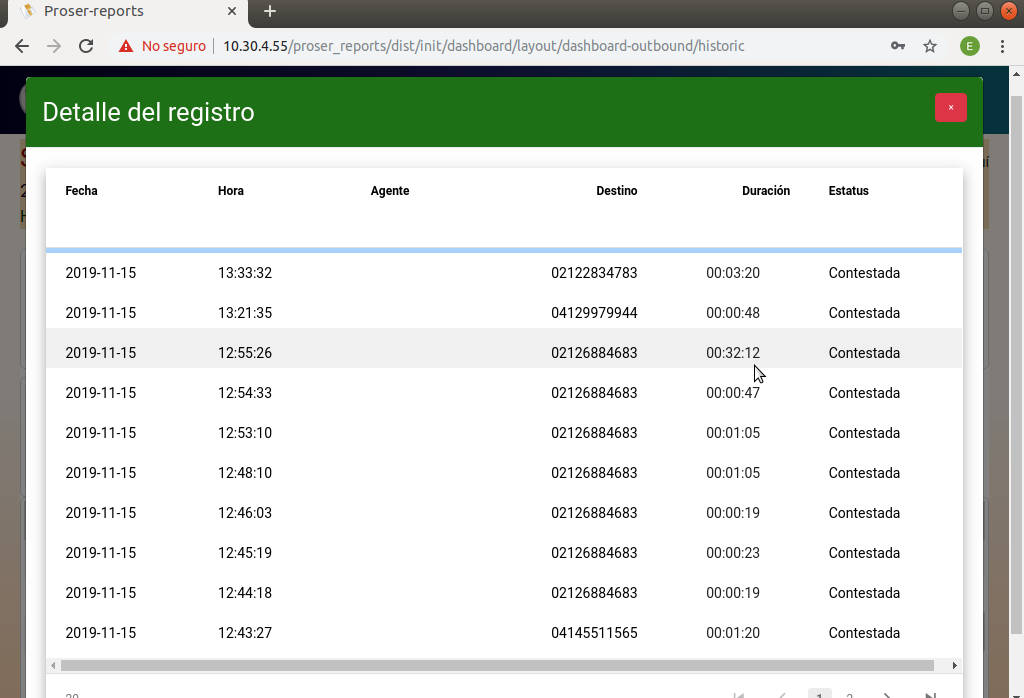 Proser-reports
No seguro 10.30.4.55/proser_reports/dist/init/dashboard/layout/dashboard-outbound/historic
E
Detalle del registro
×
Fecha Hora Agente Destino Duración Estatus
2019-11-15 13:33:32 02122834783 00:03:20 Contestada
2019-11-15 13:21:35 04129979944 00:00:48 Contestada
2019-11-15 12:55:26 02126884683 00:32:12 Contestada
2019-11-15 12:54:33 02126884683 00:00:47 Contestada
2019-11-15 12:53:10 02126884683 00:01:05 Contestada
2019-11-15 12:48:10 02126884683 00:01:05 Contestada
2019-11-15 12:46:03 02126884683 00:00:19 Contestada
2019-11-15 12:45:19 02126884683 00:00:23 Contestada
2019-11-15 12:44:18 02126884683 00:00:19 Contestada
2019-11-15 12:43:27 04145511565 00:01:20 Contestada
1 2